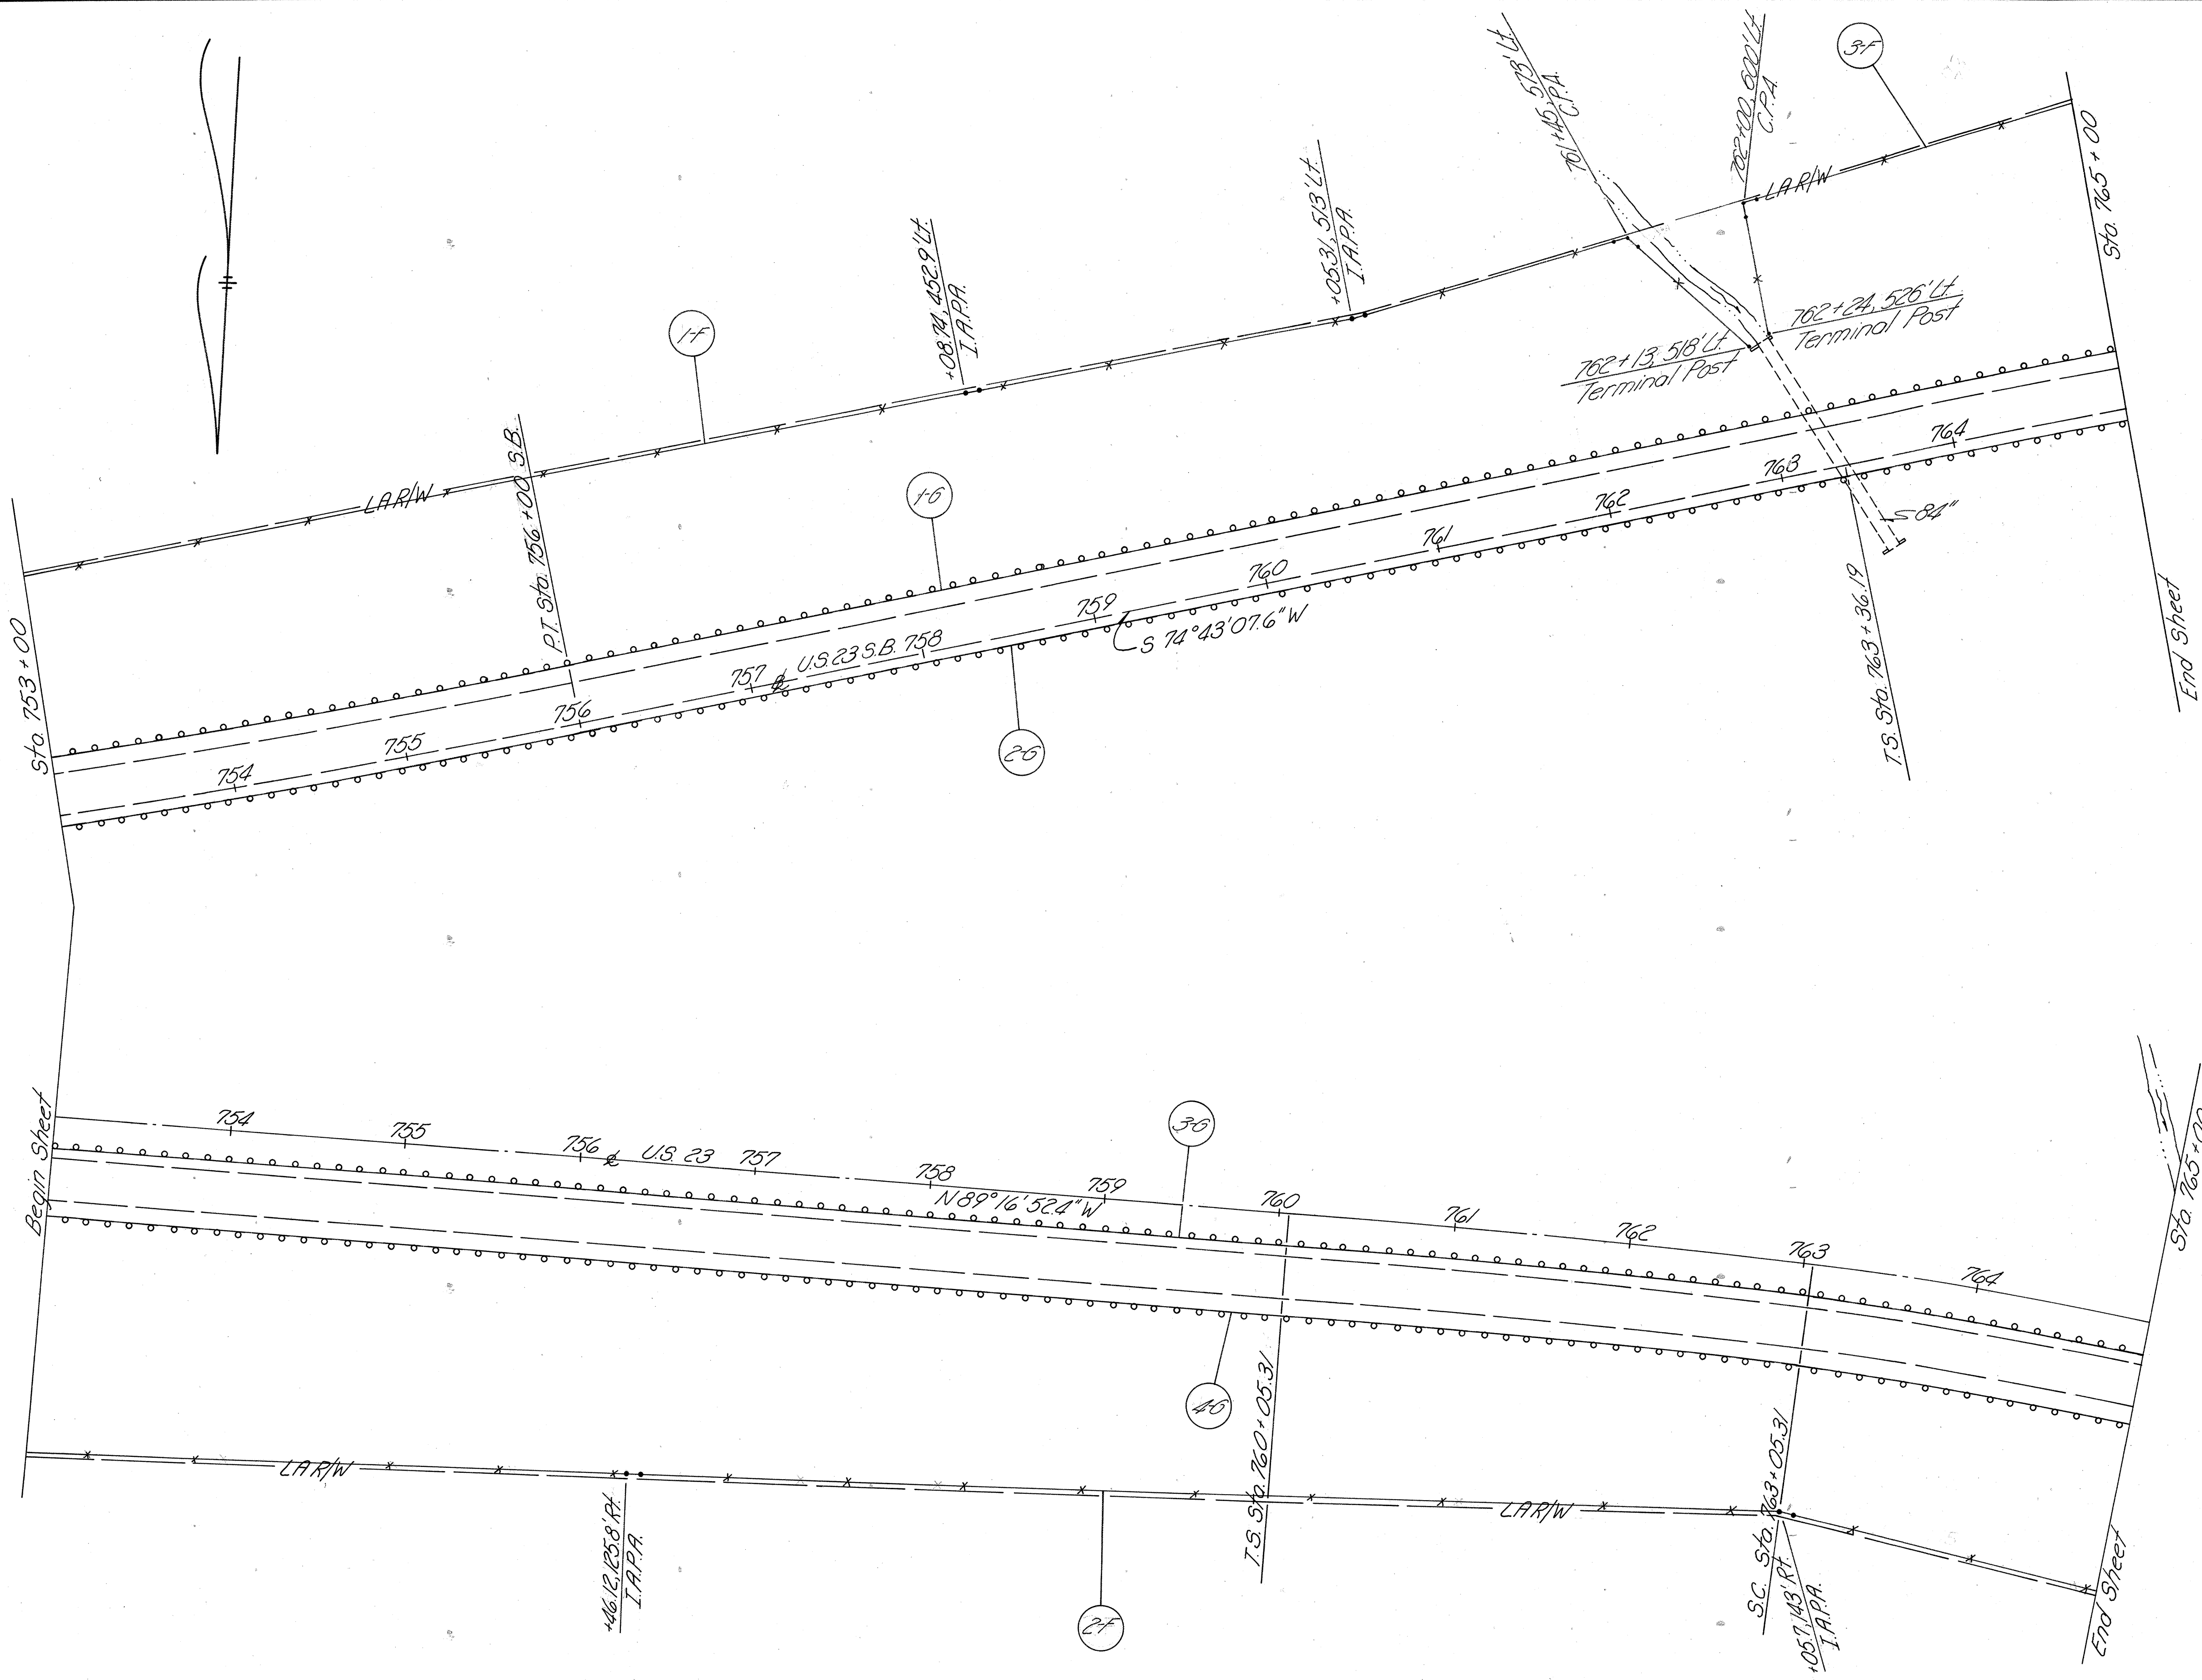 3-F
761+45, 573' Lt.
C.P.A.
762+00, 600' Lt.
C.P.A.
LA R/W
Sta. 765+00
+08.74, 452.9' Lt.
I.A.P.A.
+05.31, 513' Lt.
I.A.P.A.
1-F
762+24, 526' Lt.
Terminal Post
762+13, 518' Lt.
Terminal Post
LA R/W
P.T. Sta. 756+00 S.B.
1-G
Sta. 753+00
754
755
756
757
℄ U.S. 23 S.B.
758
759
760
761
762
763
764
S 84"
S 74°43'07.6" W
2-G
T.S. Sta. 763+36.19
End Sheet
Begin Sheet
754
755
756
℄ U.S. 23
757
758
759
760
761
762
763
764
N 89°16'52.4" W
3-G
Sta. 765+00
4-G
T.S. Sta. 760+05.31
S.C. Sta. 763+05.31
LA R/W
LA R/W
+46.12, 125.8' Rt.
I.A.P.A.
2-F
+05.7, 143' Rt.
I.A.P.A.
End Sheet